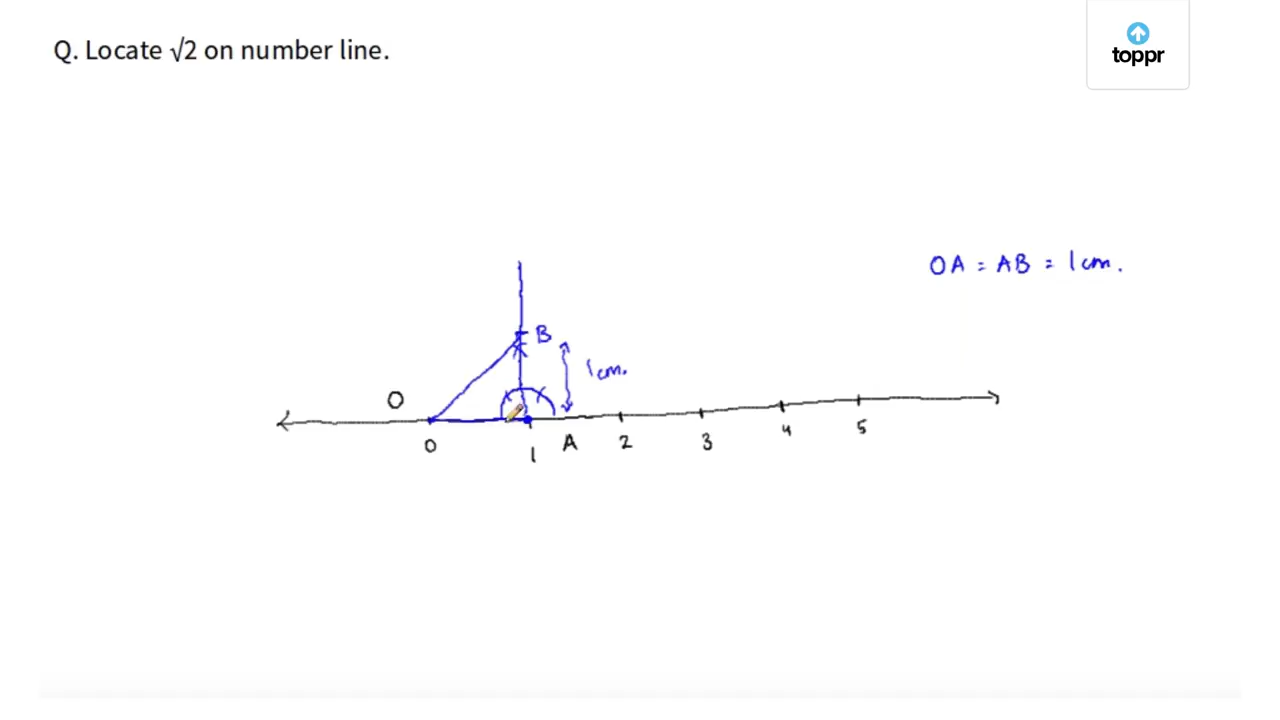 Q. Locate √2 on number line.
toppr
OA = AB = 1cm.
B
1cm.
O
0 1 A 2 3 4 5